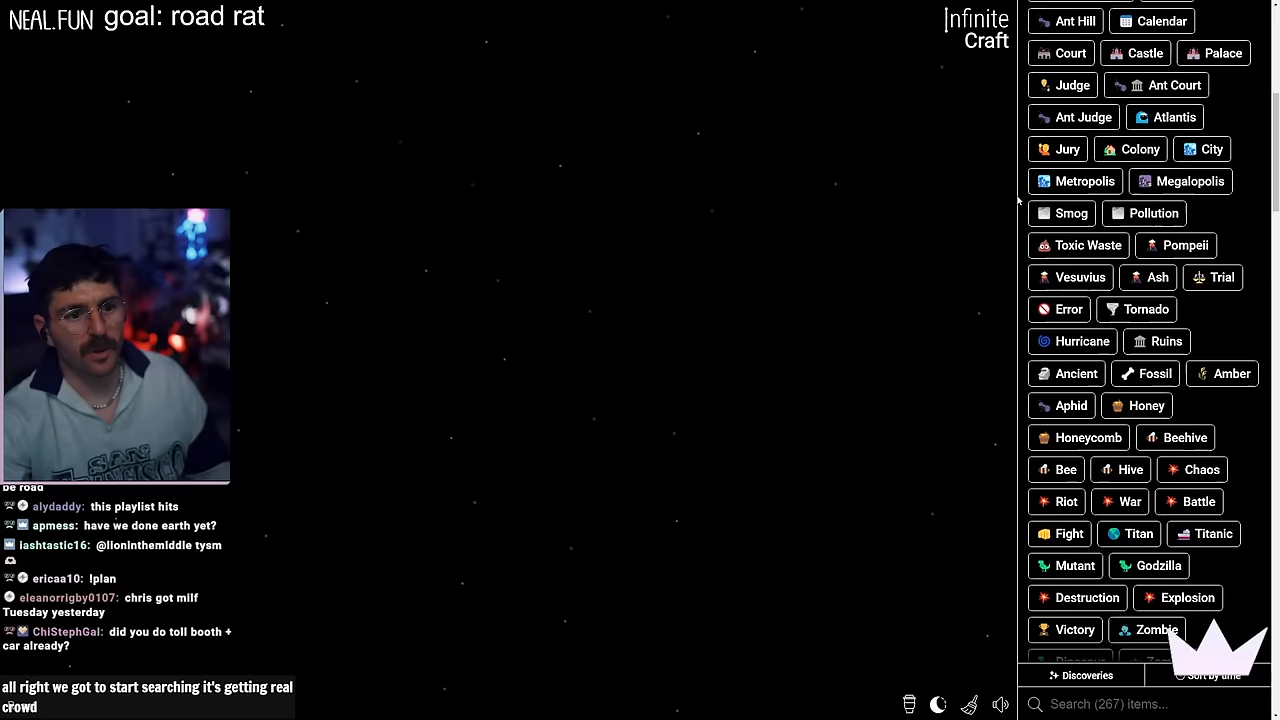 NEAL.FUN goal: road rat
Infinite
Craft
Ant Hill Calendar
Court Castle Palace
Judge Ant Court
Ant Judge Atlantis
Jury Colony City
Metropolis Megalopolis
Smog Pollution
Toxic Waste Pompeii
Vesuvius Ash Trial
Error Tornado
Hurricane Ruins
Ancient Fossil Amber
Aphid Honey
Honeycomb Beehive
Bee Hive Chaos
Riot War Battle
Fight Titan Titanic
Mutant Godzilla
Destruction Explosion
Victory Zombie
Discoveries Sort by time
Search (267) items...
SAN
FRANCISCO
be road
alydaddy: this playlist hits
apmess: have we done earth yet?
iashtastic16: @lioninthemiddle tysm
ericaa10: !plan
eleanorrigby0107: chris got milf
Tuesday yesterday
ChiStephGal: did you do toll booth +
car already?
all right we got to start searching it's getting real
crowd